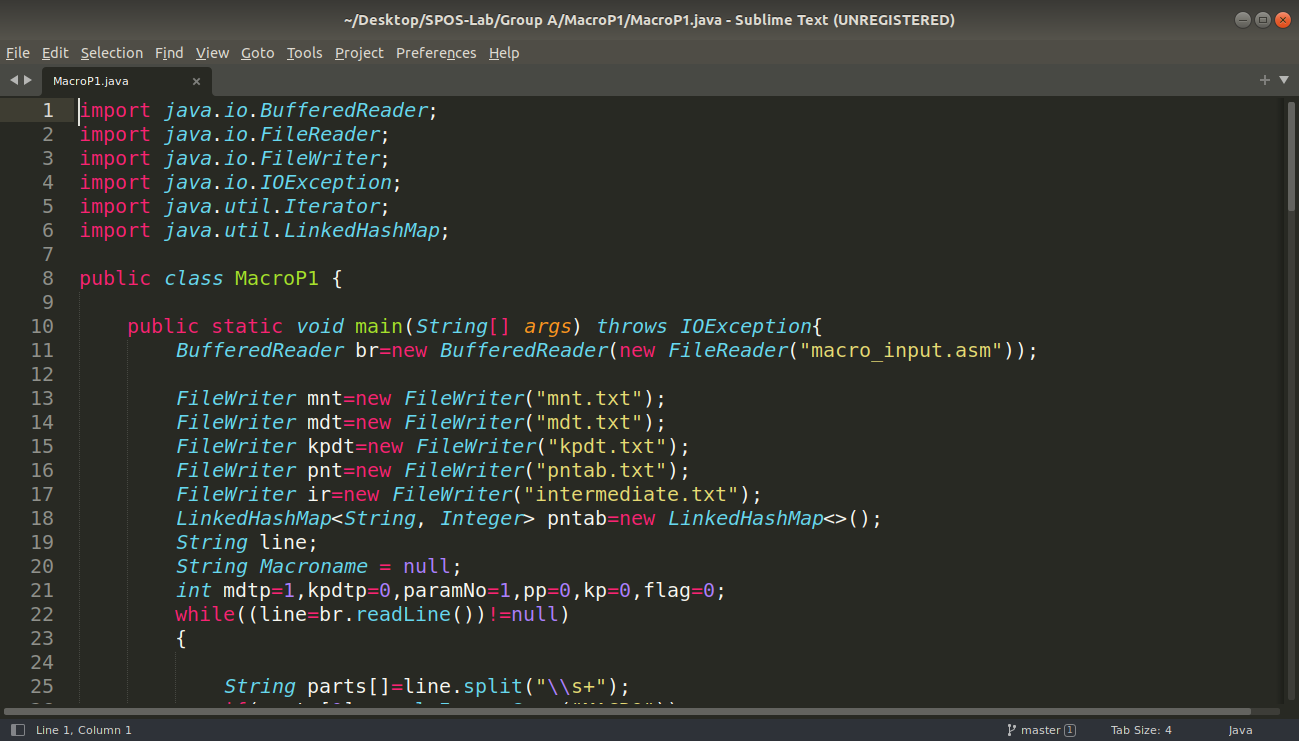 ~/Desktop/SPOS-Lab/Group A/MacroP1/MacroP1.java - Sublime Text (UNREGISTERED)
File Edit Selection Find View Goto Tools Project Preferences Help
MacroP1.java
1 import java.io.BufferedReader;
2 import java.io.FileReader;
3 import java.io.FileWriter;
4 import java.io.IOException;
5 import java.util.Iterator;
6 import java.util.LinkedHashMap;
7
8 public class MacroP1 {
9
10 public static void main(String[] args) throws IOException{
11 BufferedReader br=new BufferedReader(new FileReader("macro_input.asm"));
12
13 FileWriter mnt=new FileWriter("mnt.txt");
14 FileWriter mdt=new FileWriter("mdt.txt");
15 FileWriter kpdt=new FileWriter("kpdt.txt");
16 FileWriter pnt=new FileWriter("pntab.txt");
17 FileWriter ir=new FileWriter("intermediate.txt");
18 LinkedHashMap<String, Integer> pntab=new LinkedHashMap<>();
19 String line;
20 String Macroname = null;
21 int mdtp=1,kpdtp=0,paramNo=1,pp=0,kp=0,flag=0;
22 while((line=br.readLine())!=null)
23 {
24
25 String parts[]=line.split("\\s+");
Line 1, Column 1 master 1 Tab Size: 4 Java